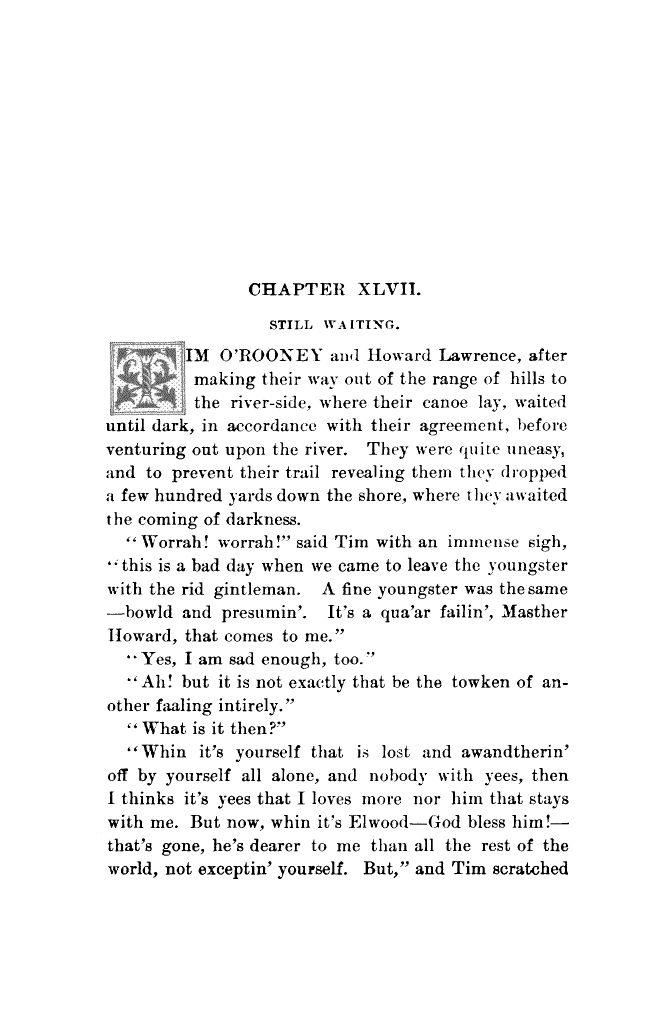 CHAPTER XLVII.
STILL WAITING.
TIM O'ROONEY and Howard Lawrence, after
making their way out of the range of hills to
the river-side, where their canoe lay, waited
until dark, in accordance with their agreement, before
venturing out upon the river. They were quite uneasy,
and to prevent their trail revealing them they dropped
a few hundred yards down the shore, where they awaited
the coming of darkness.
"Worrah! worrah!" said Tim with an immense sigh,
"this is a bad day when we came to leave the youngster
with the rid gintleman. A fine youngster was the same
—bowld and presumin'. It's a qua'ar failin', Masther
Howard, that comes to me."
"Yes, I am sad enough, too."
"Ah! but it is not exactly that be the towken of an-
other faaling intirely."
"What is it then?"
"Whin it's yourself that is lost and awandtherin'
off by yourself all alone, and nobody with yees, then
I thinks it's yees that I loves more nor him that stays
with me. But now, whin it's Elwood—God bless him!—
that's gone, he's dearer to me than all the rest of the
world, not exceptin' yourself. But," and Tim scratched